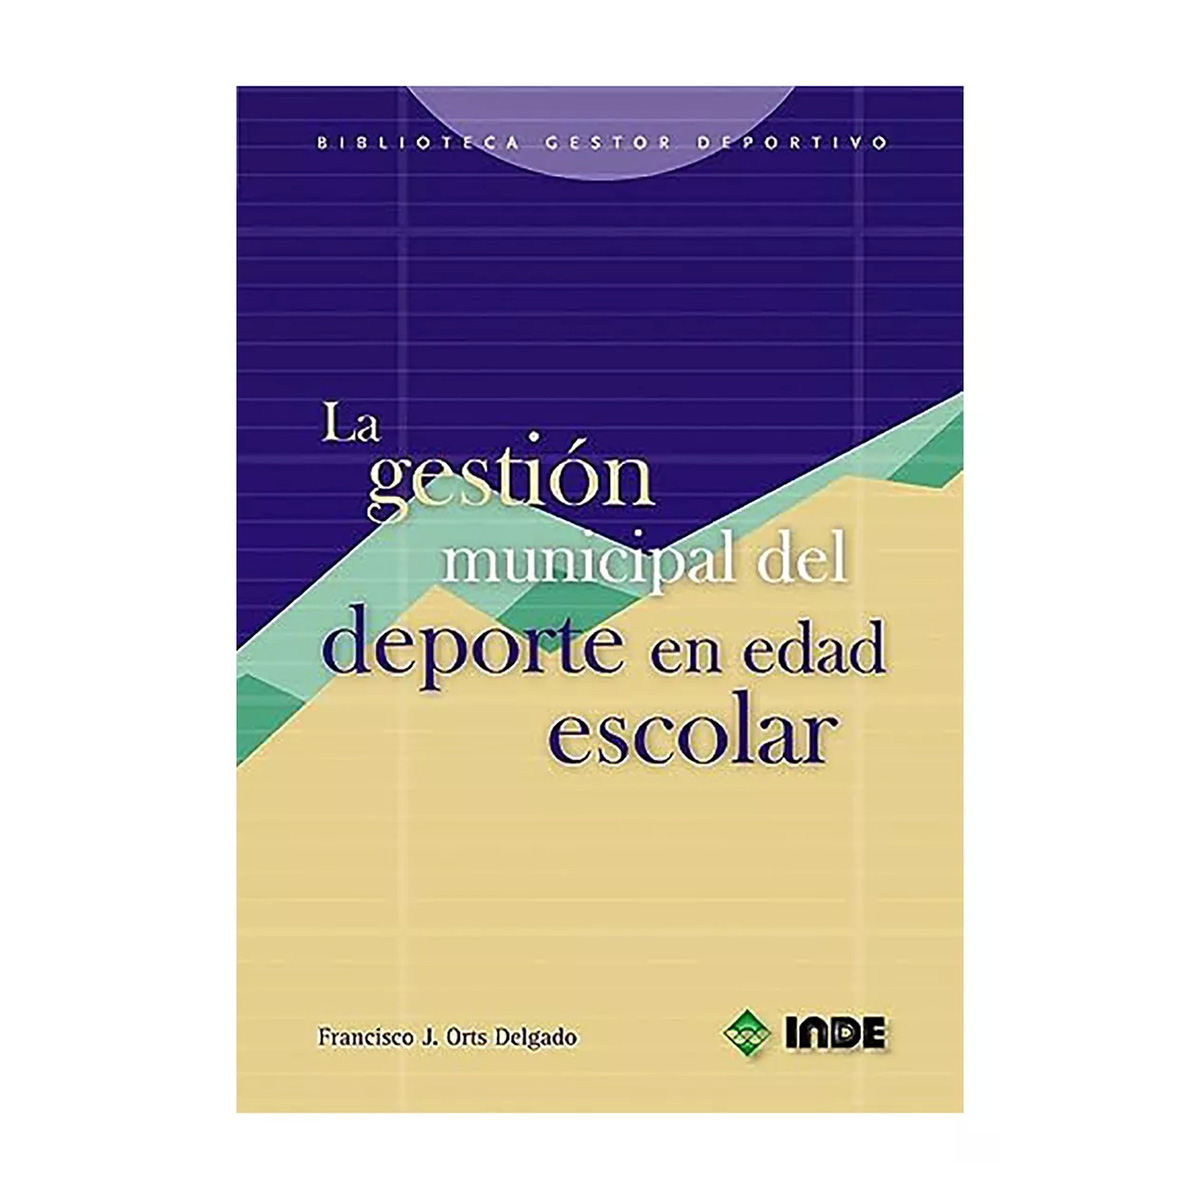 BIBLIOTECA GESTOR DEPORTIVO
La
gestión
municipal del
deporte en edad
escolar
Francisco J. Orts Delgado
INDE